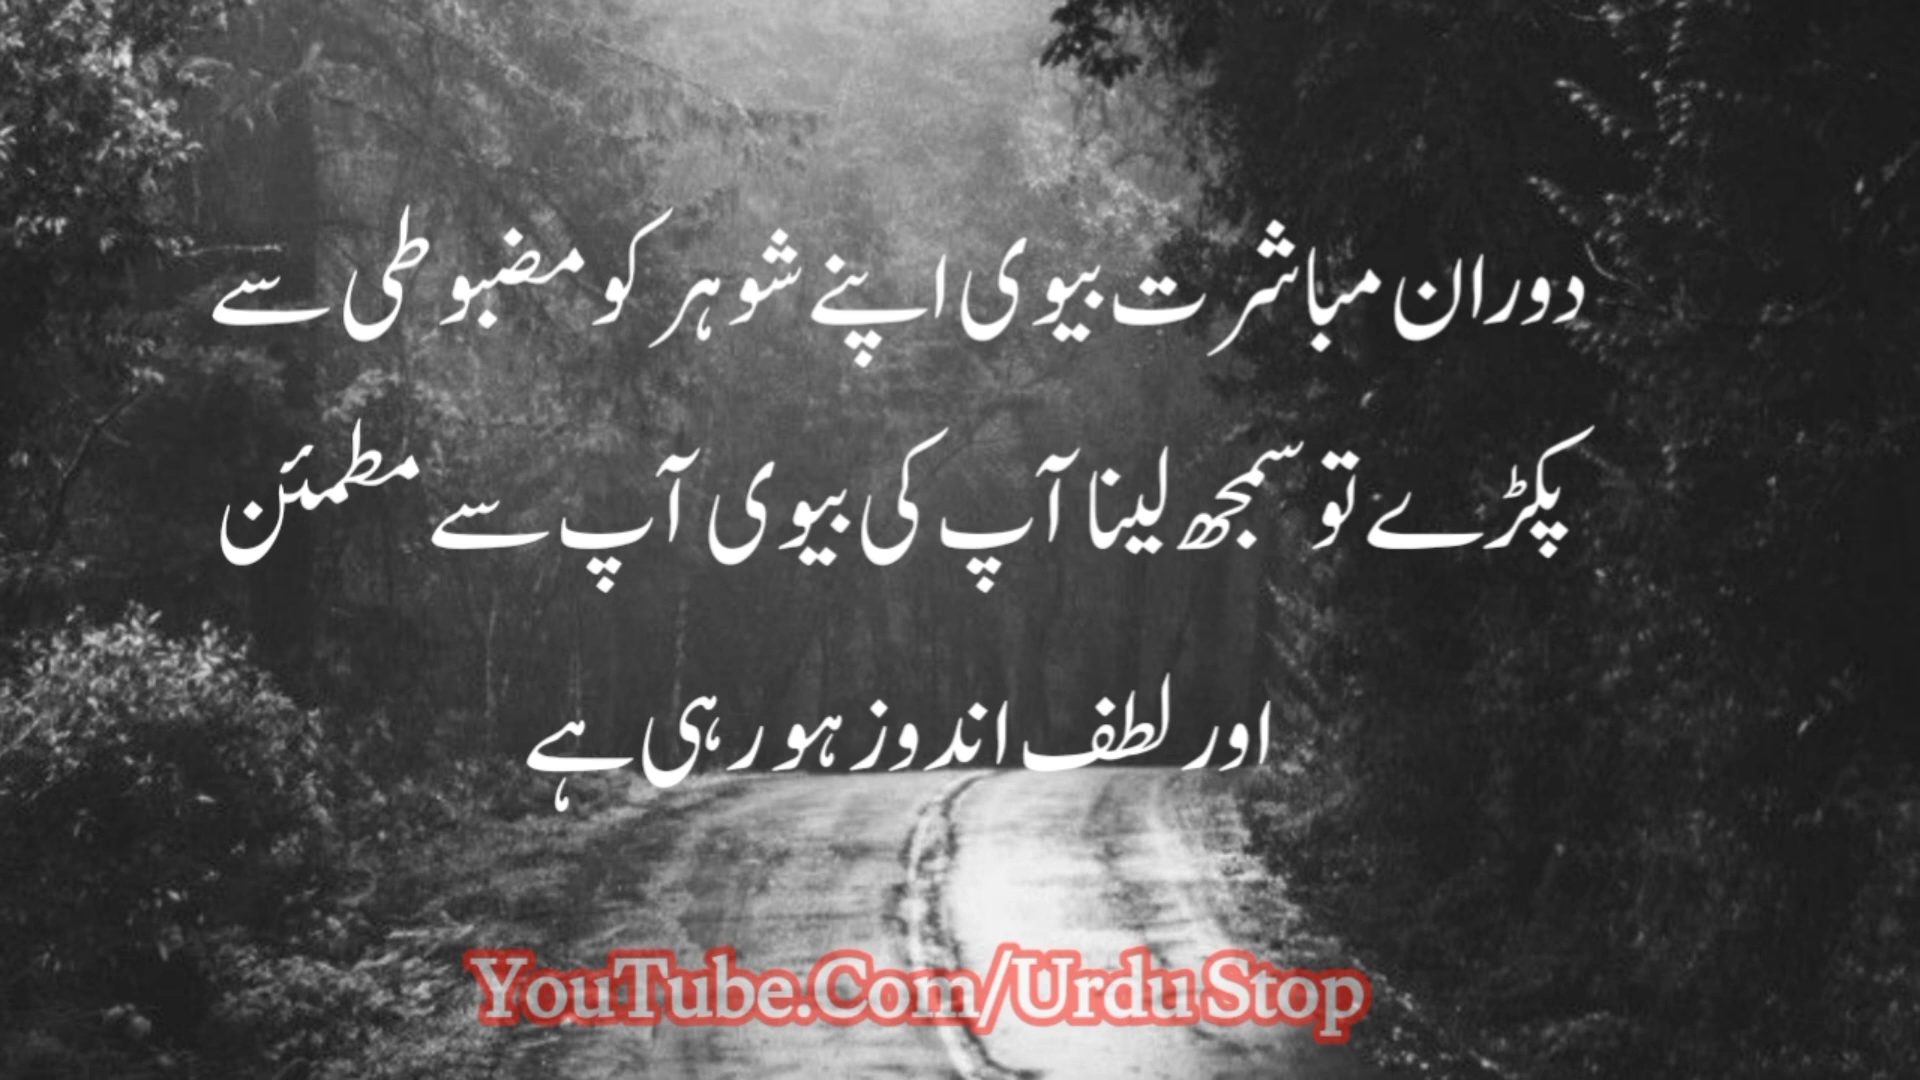 دوران مباشرت بیوی اپنے شوہر کو مضبوطی سے
پکڑے تو سمجھ لینا آپ کی بیوی آپ سے مطمئن
اور لطف اندوز ہو رہی ہے
YouTube.Com/Urdu Stop